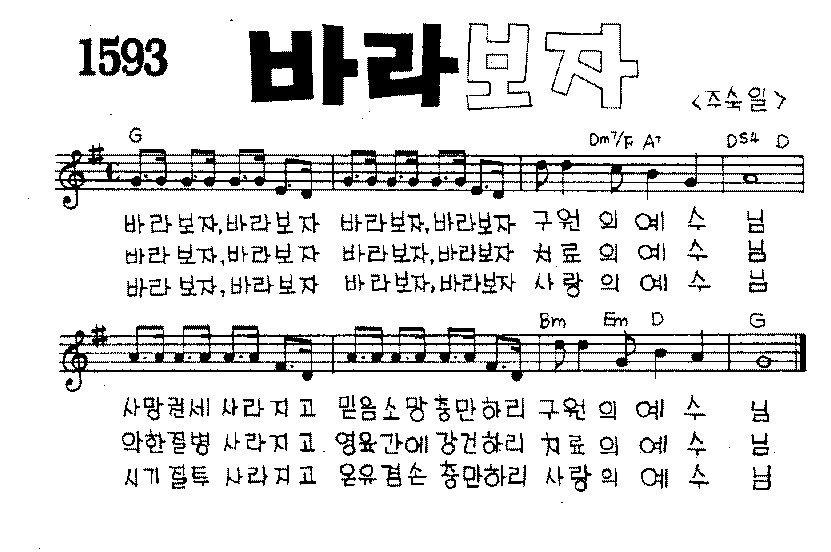 1593
바라보자
<주숙일>
G Dm7/F A7 DS4 D
바라보자,바라보자 바라보자,바라보자 구원의 예수님
바라보자,바라보자 바라보자,바라보자 치료의 예수님
바라보자,바라보자 바라보자,바라보자 사랑의 예수님
Bm Em D G
사망권세 사라지고 믿음소망 충만하리 구원의 예수님
악한질병 사라지고 영육간에 강건하리 치료의 예수님
시기질투 사라지고 온유겸손 충만하리 사랑의 예수님